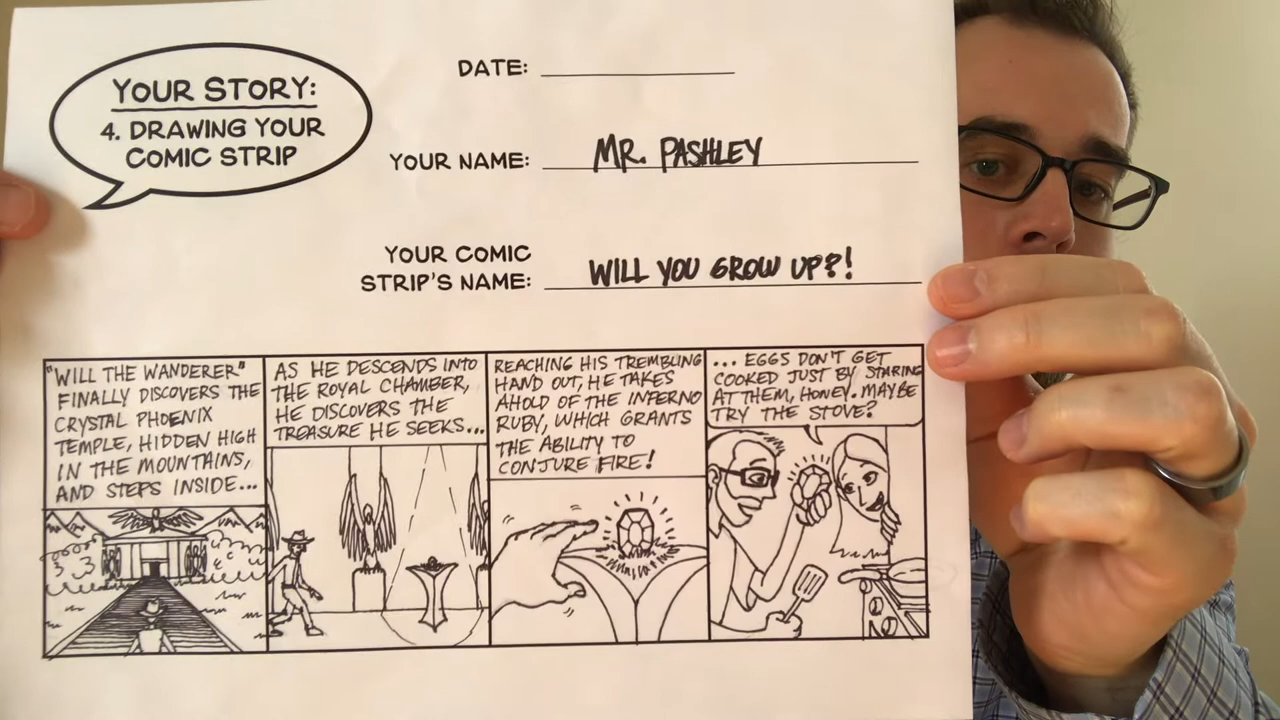 YOUR STORY:
4. DRAWING YOUR
COMIC STRIP
DATE:
YOUR NAME: MR. PASHLEY
YOUR COMIC
STRIP'S NAME: WILL YOU GROW UP?!
"WILL THE WANDERER"
FINALLY DISCOVERS THE
CRYSTAL PHOENIX
TEMPLE, HIDDEN HIGH
IN THE MOUNTAINS,
AND STEPS INSIDE...
AS HE DESCENDS INTO
THE ROYAL CHAMBER,
HE DISCOVERS THE
TREASURE HE SEEKS...
REACHING HIS TREMBLING
HAND OUT, HE TAKES
AHOLD OF THE INFERNO
RUBY, WHICH GRANTS
THE ABILITY TO
CONJURE FIRE!
... EGGS DON'T GET
COOKED JUST BY STARING
AT THEM, HONEY. MAYBE
TRY THE STOVE?